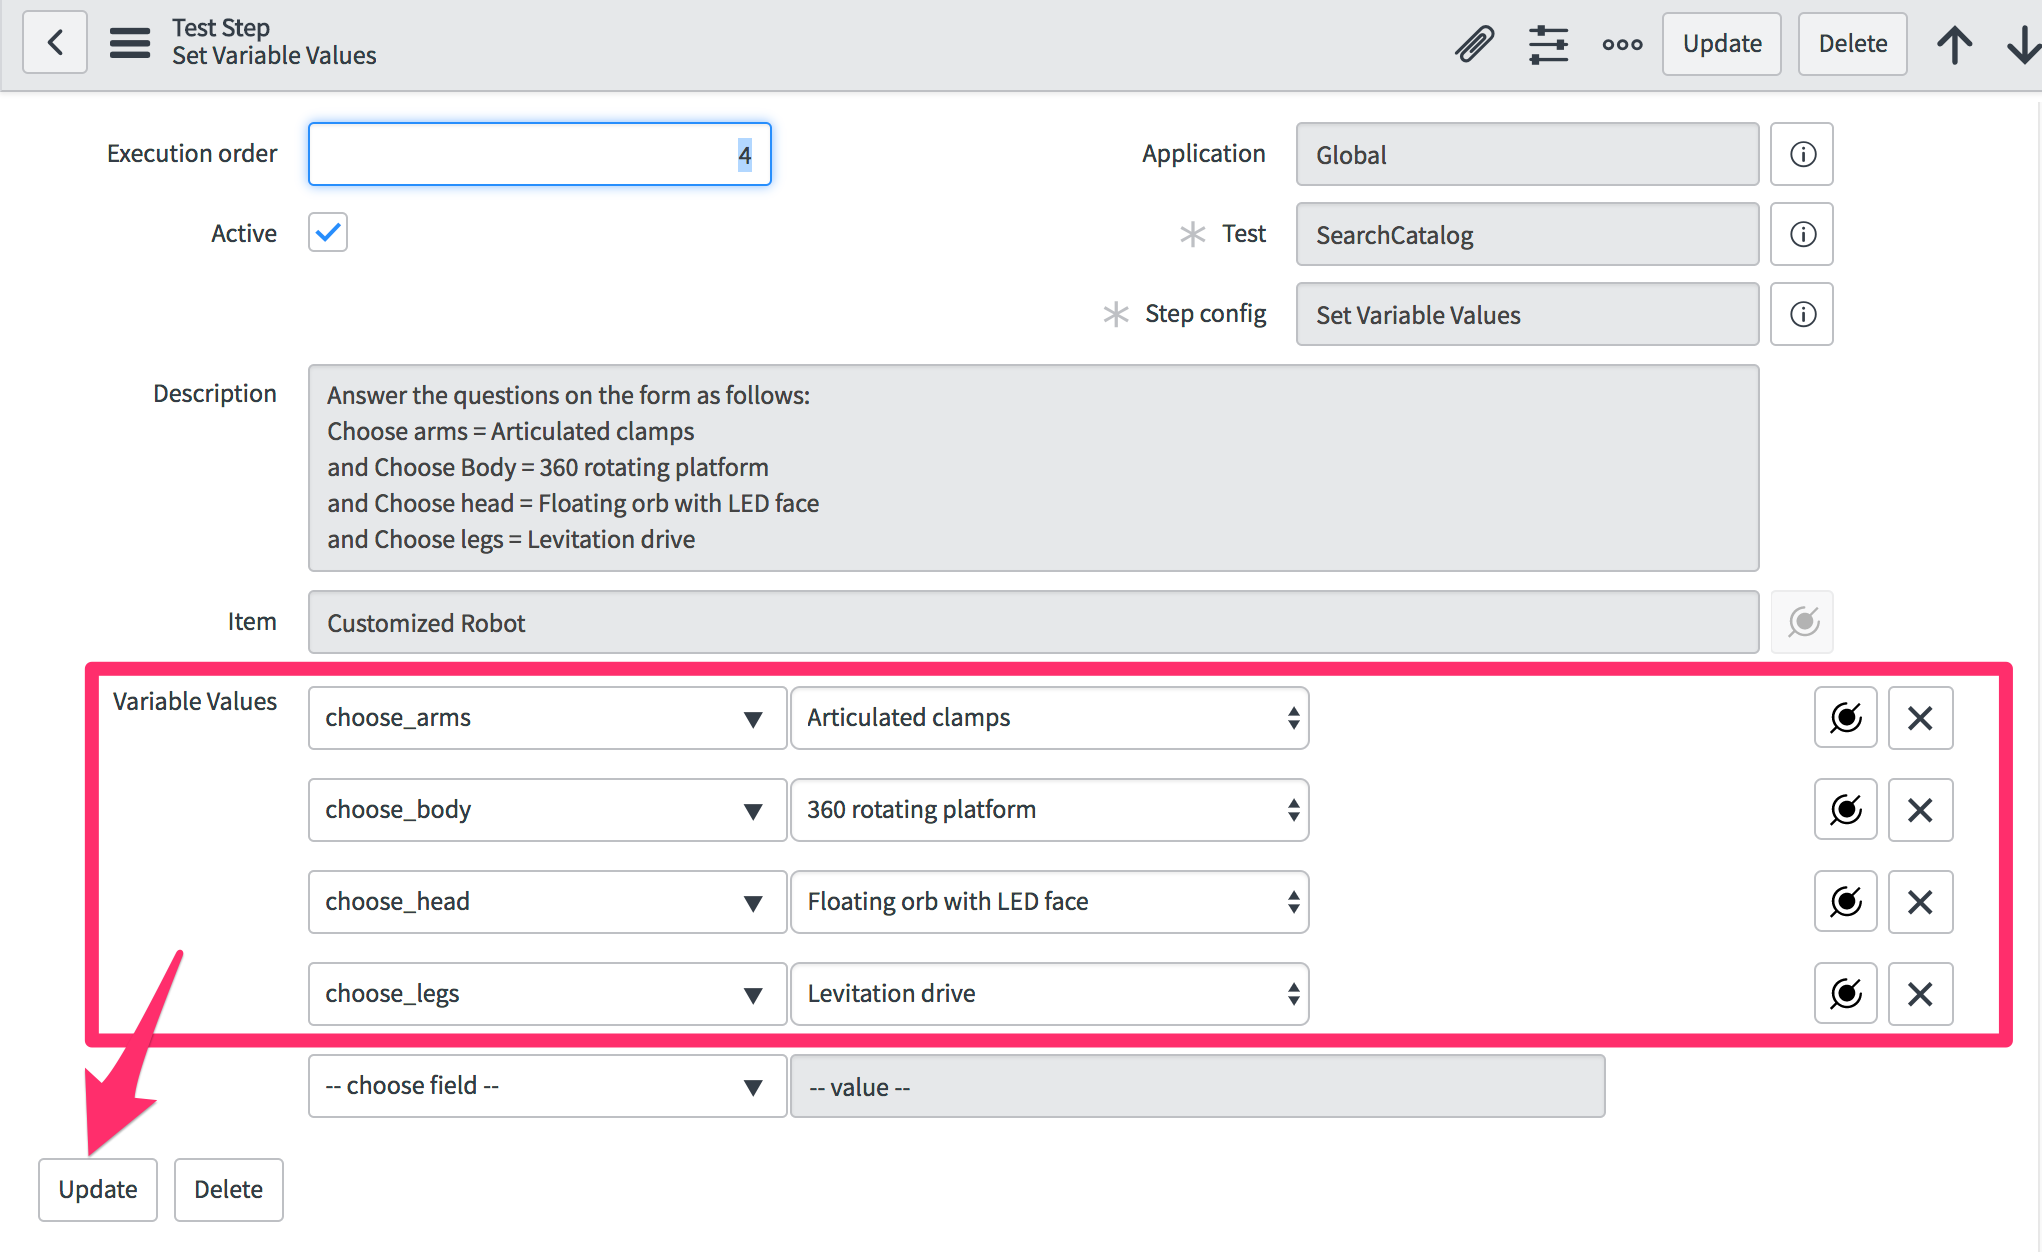 Test Step
Set Variable Values
Update
Delete
Execution order
4
Application
Global
Active
Test
SearchCatalog
Step config
Set Variable Values
Description
Answer the questions on the form as follows:
Choose arms = Articulated clamps
and Choose Body = 360 rotating platform
and Choose head = Floating orb with LED face
and Choose legs = Levitation drive
Item
Customized Robot
Variable Values
choose_arms
Articulated clamps
choose_body
360 rotating platform
choose_head
Floating orb with LED face
choose_legs
Levitation drive
-- choose field --
-- value --
Update
Delete